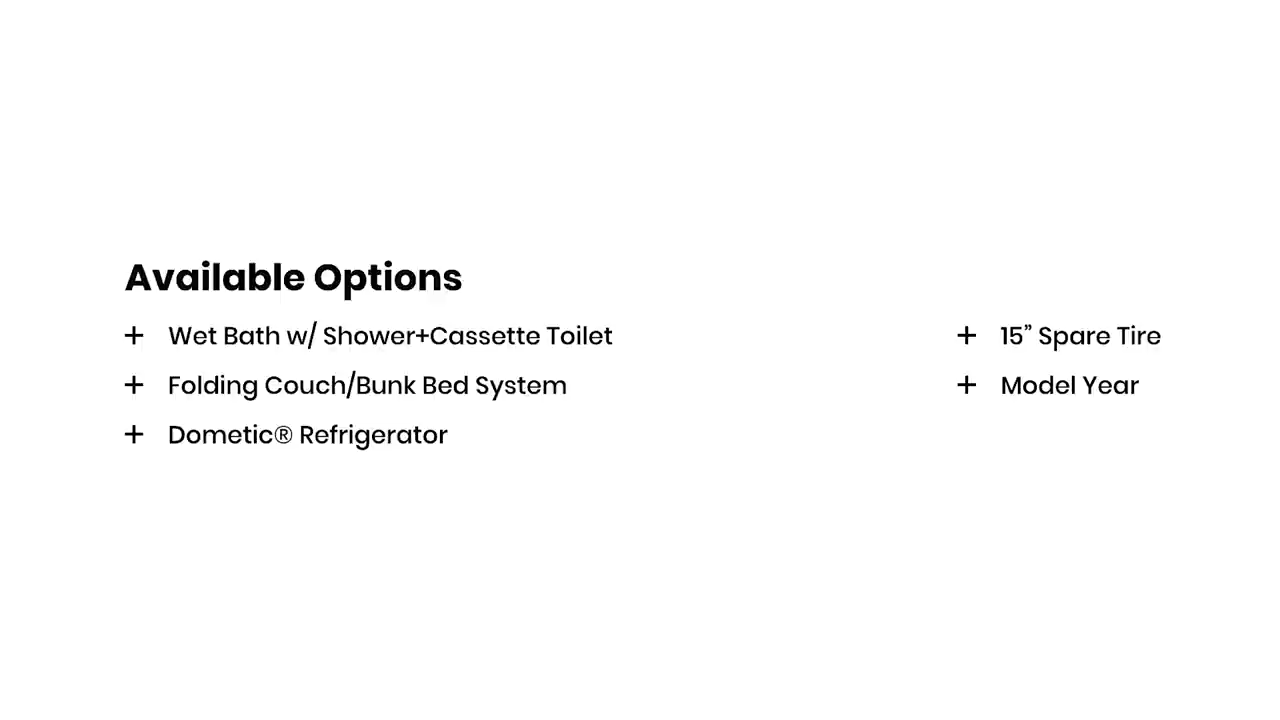 Available Options
+ Wet Bath w/ Shower+Cassette Toilet
+ Folding Couch/Bunk Bed System
+ Dometic® Refrigerator
+ 15” Spare Tire
+ Model Year